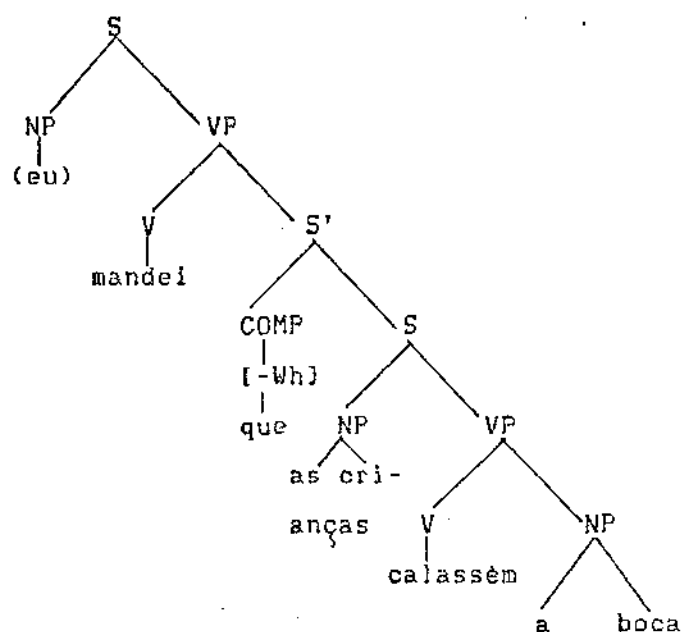 S
NP VP
(eu)
V S'
mandei
COMP S
[-Wh]
que NP VP
as cri-
anças V NP
calassem
a boca